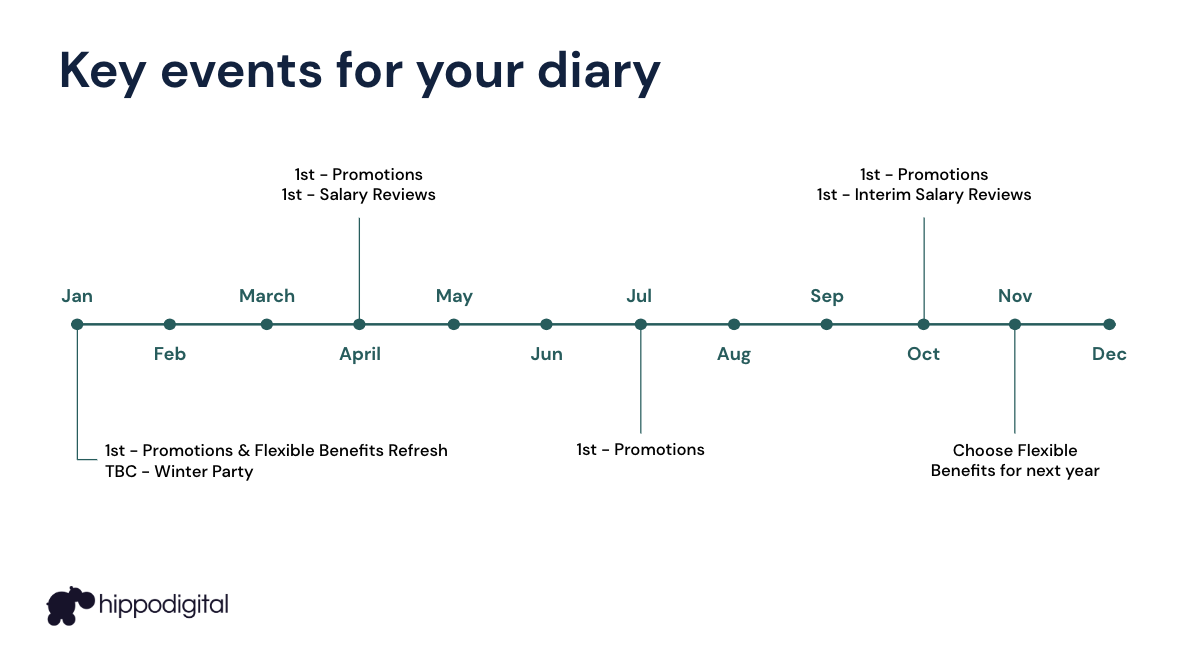 Key events for your diary
1st - Promotions
1st - Salary Reviews
1st - Promotions
1st - Interim Salary Reviews
Jan
March
May
Jul
Sep
Nov
Feb
April
Jun
Aug
Oct
Dec
1st - Promotions & Flexible Benefits Refresh
TBC - Winter Party
1st - Promotions
Choose Flexible
Benefits for next year
hippodigital